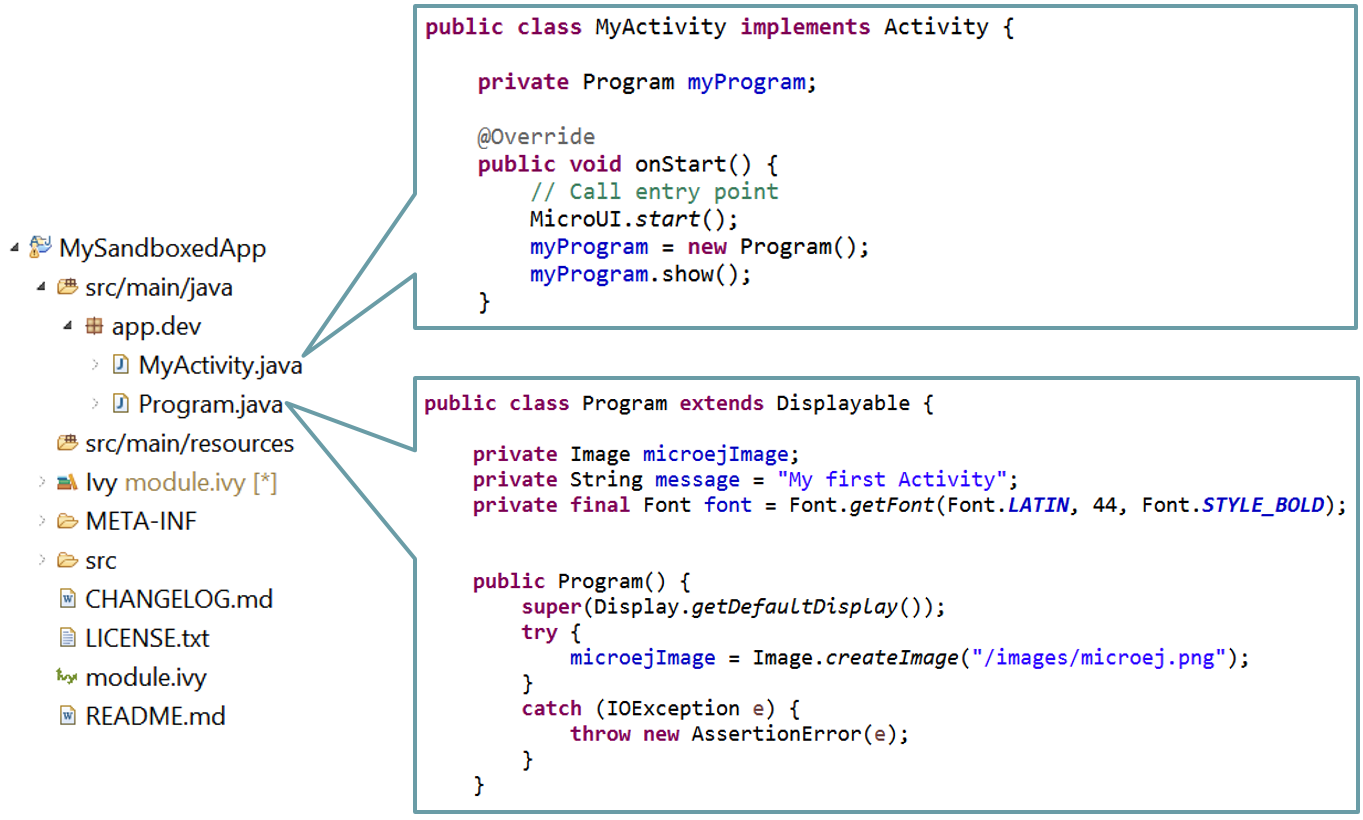 MySandboxedApp
src/main/java
app.dev
MyActivity.java
Program.java
src/main/resources
Ivy module.ivy [*]
META-INF
src
CHANGELOG.md
LICENSE.txt
module.ivy
README.md
public class MyActivity implements Activity {
private Program myProgram;
@Override
public void onStart() {
// Call entry point
MicroUI.start();
myProgram = new Program();
myProgram.show();
}
public class Program extends Displayable {
private Image microejImage;
private String message = "My first Activity";
private final Font font = Font.getFont(Font.LATIN, 44, Font.STYLE_BOLD);
public Program() {
super(Display.getDefaultDisplay());
try {
microejImage = Image.createImage("/images/microej.png");
}
catch (IOException e) {
throw new AssertionError(e);
}
}